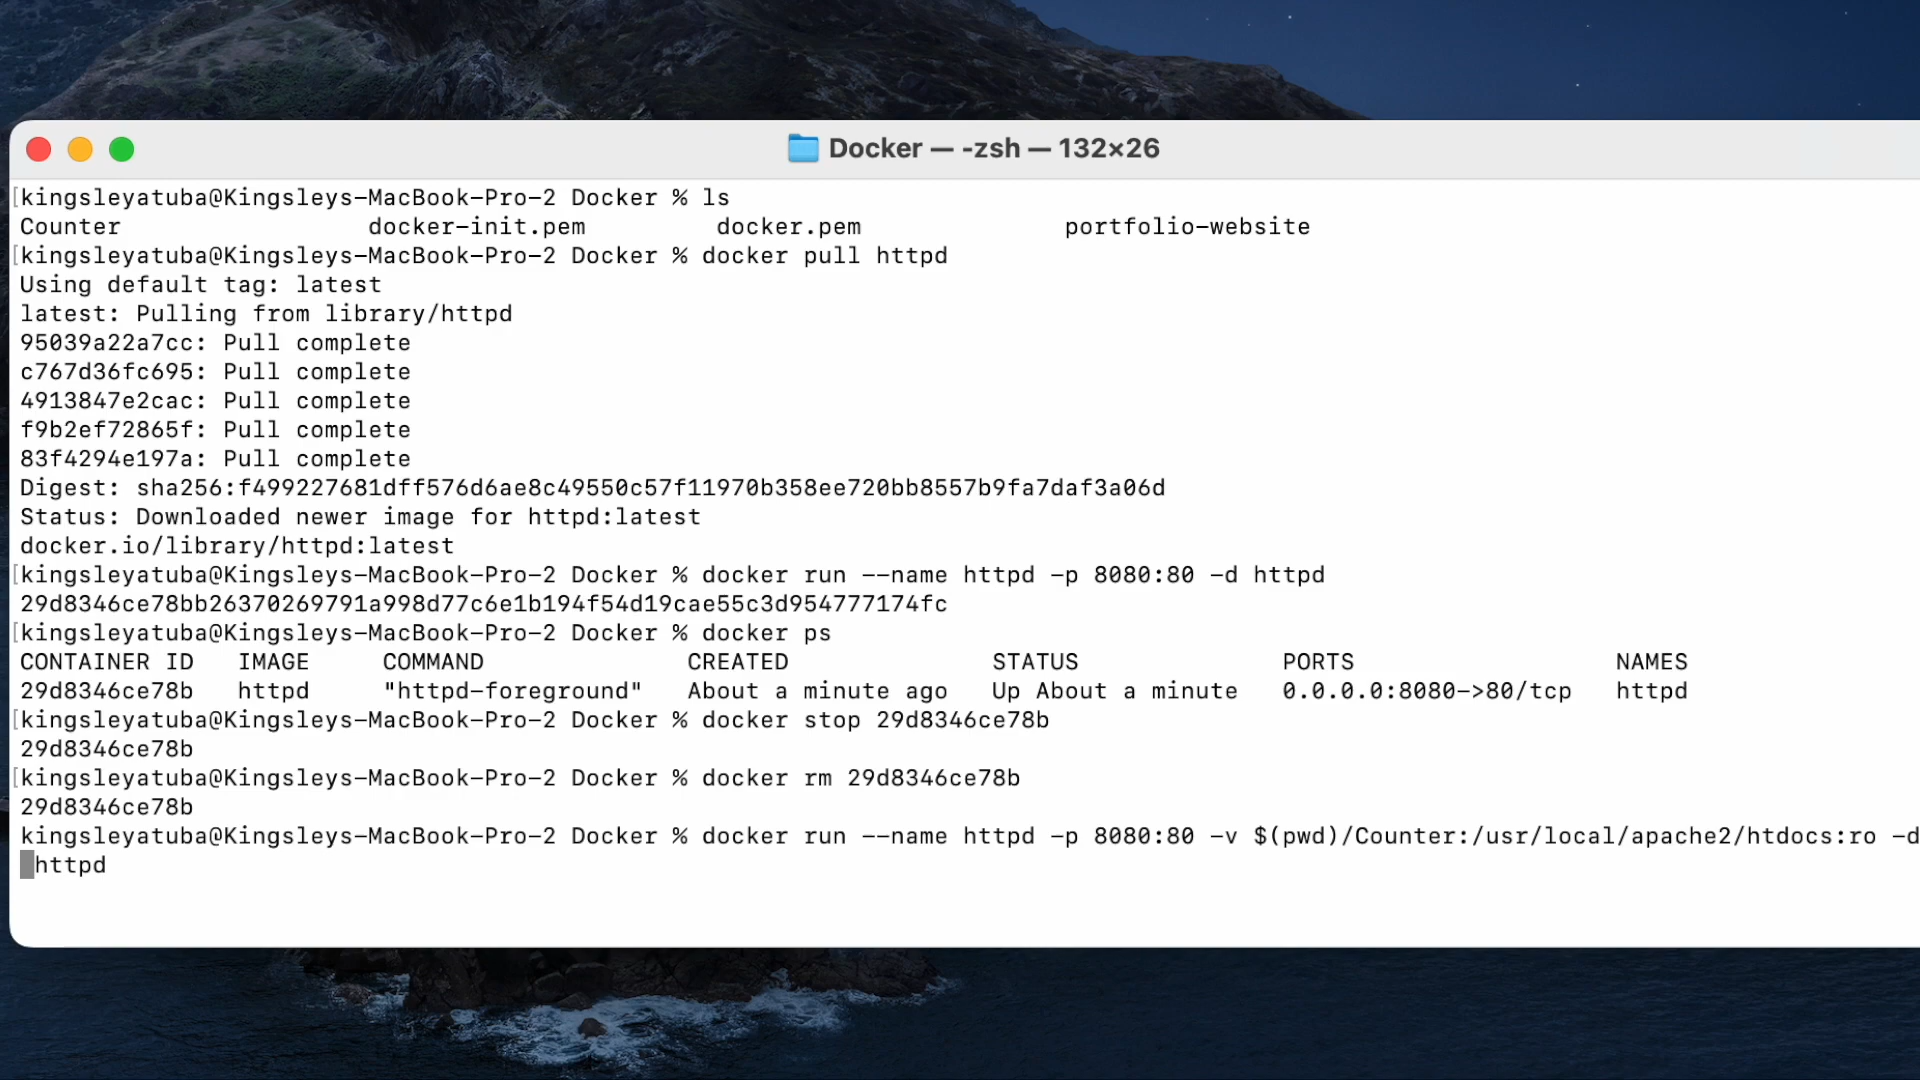 Docker — -zsh — 132×26
kingsleyatuba@Kingsleys-MacBook-Pro-2 Docker % ls
Counter docker-init.pem docker.pem portfolio-website
kingsleyatuba@Kingsleys-MacBook-Pro-2 Docker % docker pull httpd
Using default tag: latest
latest: Pulling from library/httpd
95039a22a7cc: Pull complete
c767d36fc695: Pull complete
4913847e2cac: Pull complete
f9b2ef72865f: Pull complete
83f4294e197a: Pull complete
Digest: sha256:f499227681dff576d6ae8c49550c57f11970b358ee720bb8557b9fa7daf3a06d
Status: Downloaded newer image for httpd:latest
docker.io/library/httpd:latest
kingsleyatuba@Kingsleys-MacBook-Pro-2 Docker % docker run --name httpd -p 8080:80 -d httpd
29d8346ce78bb26370269791a998d77c6e1b194f54d19cae55c3d954777174fc
kingsleyatuba@Kingsleys-MacBook-Pro-2 Docker % docker ps
CONTAINER ID IMAGE COMMAND CREATED STATUS PORTS NAMES
29d8346ce78b httpd "httpd-foreground" About a minute ago Up About a minute 0.0.0.0:8080->80/tcp httpd
kingsleyatuba@Kingsleys-MacBook-Pro-2 Docker % docker stop 29d8346ce78b
29d8346ce78b
kingsleyatuba@Kingsleys-MacBook-Pro-2 Docker % docker rm 29d8346ce78b
29d8346ce78b
kingsleyatuba@Kingsleys-MacBook-Pro-2 Docker % docker run --name httpd -p 8080:80 -v $(pwd)/Counter:/usr/local/apache2/htdocs:ro -d
httpd